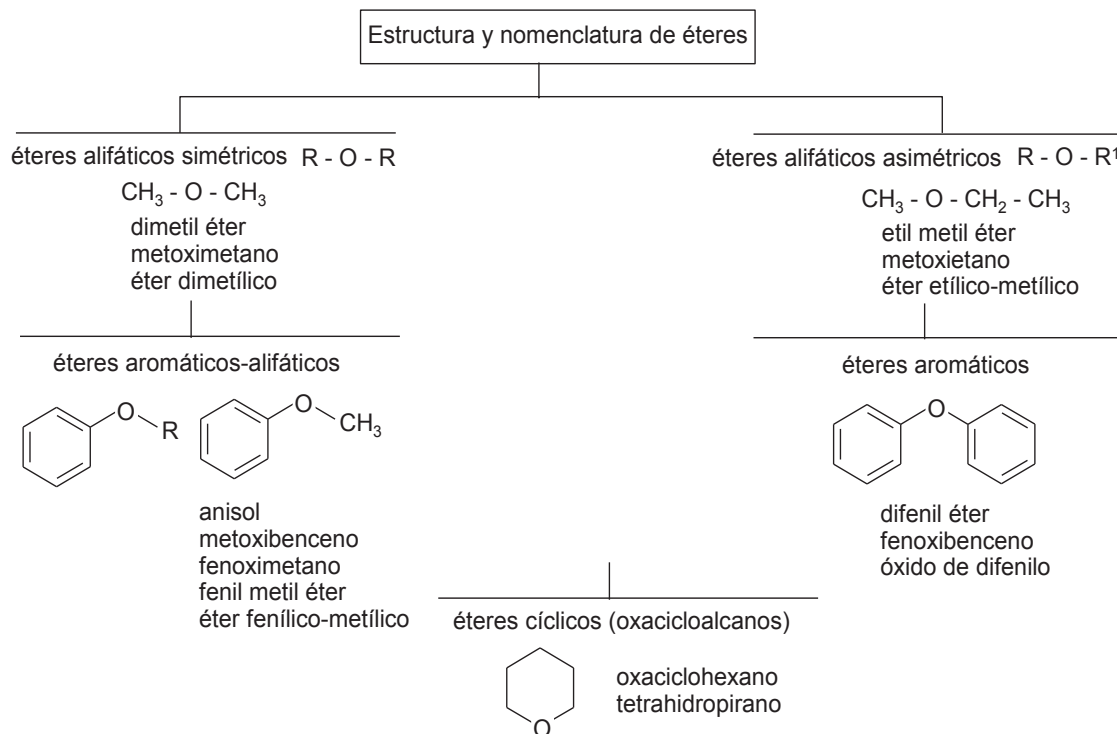 Estructura y nomenclatura de éteres
éteres alifáticos simétricos R - O - R
CH₃ - O - CH₃
dimetil éter
metoximetano
éter dimetílico
éteres alifáticos asimétricos R - O - R¹
CH₃ - O - CH₂ - CH₃
etil metil éter
metoxietano
éter etílico-metílico
éteres aromáticos-alifáticos
O
R
O
CH₃
anisol
metoxibenceno
fenoximetano
fenil metil éter
éter fenílico-metílico
éteres aromáticos
O
difenil éter
fenoxibenceno
óxido de difenilo
éteres cíclicos (oxacicloalcanos)
O
oxaciclohexano
tetrahidropirano